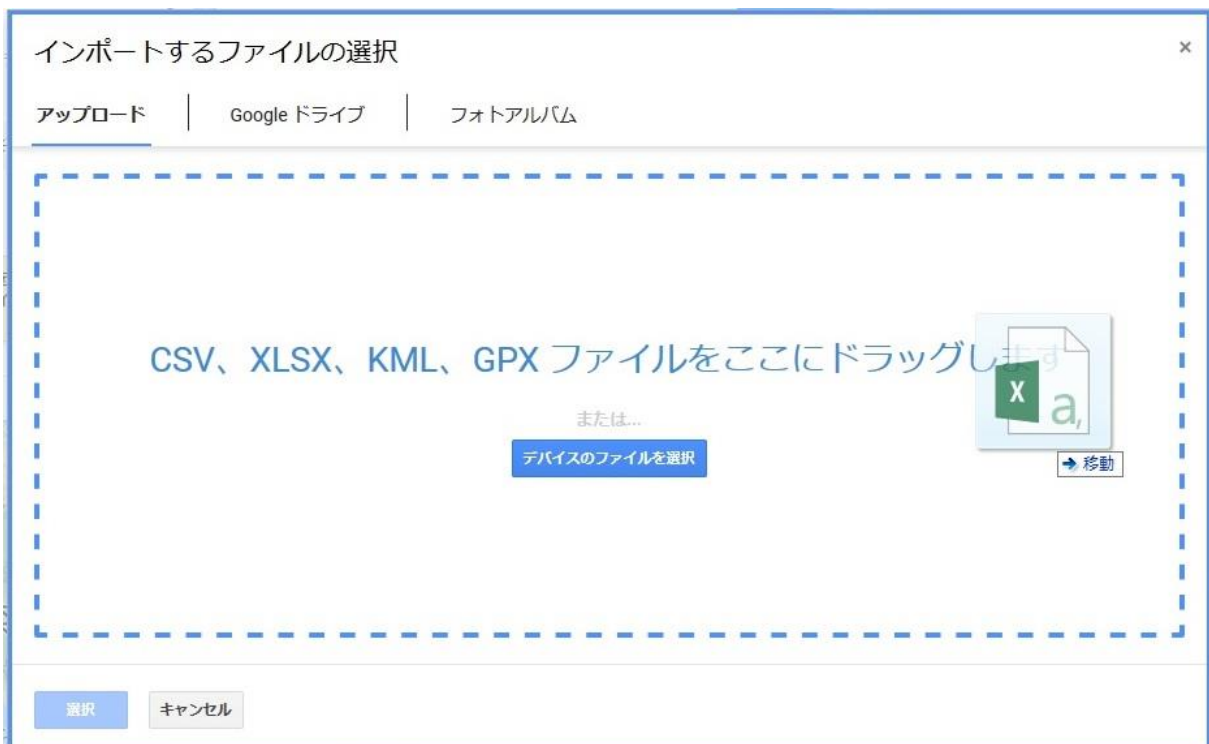 インポートするファイルの選択 ×
アップロード Google ドライブ フォトアルバム
CSV、XLSX、KML、GPX ファイルをここにドラッグします
または...
デバイスのファイルを選択
X a,
移動
選択 キャンセル